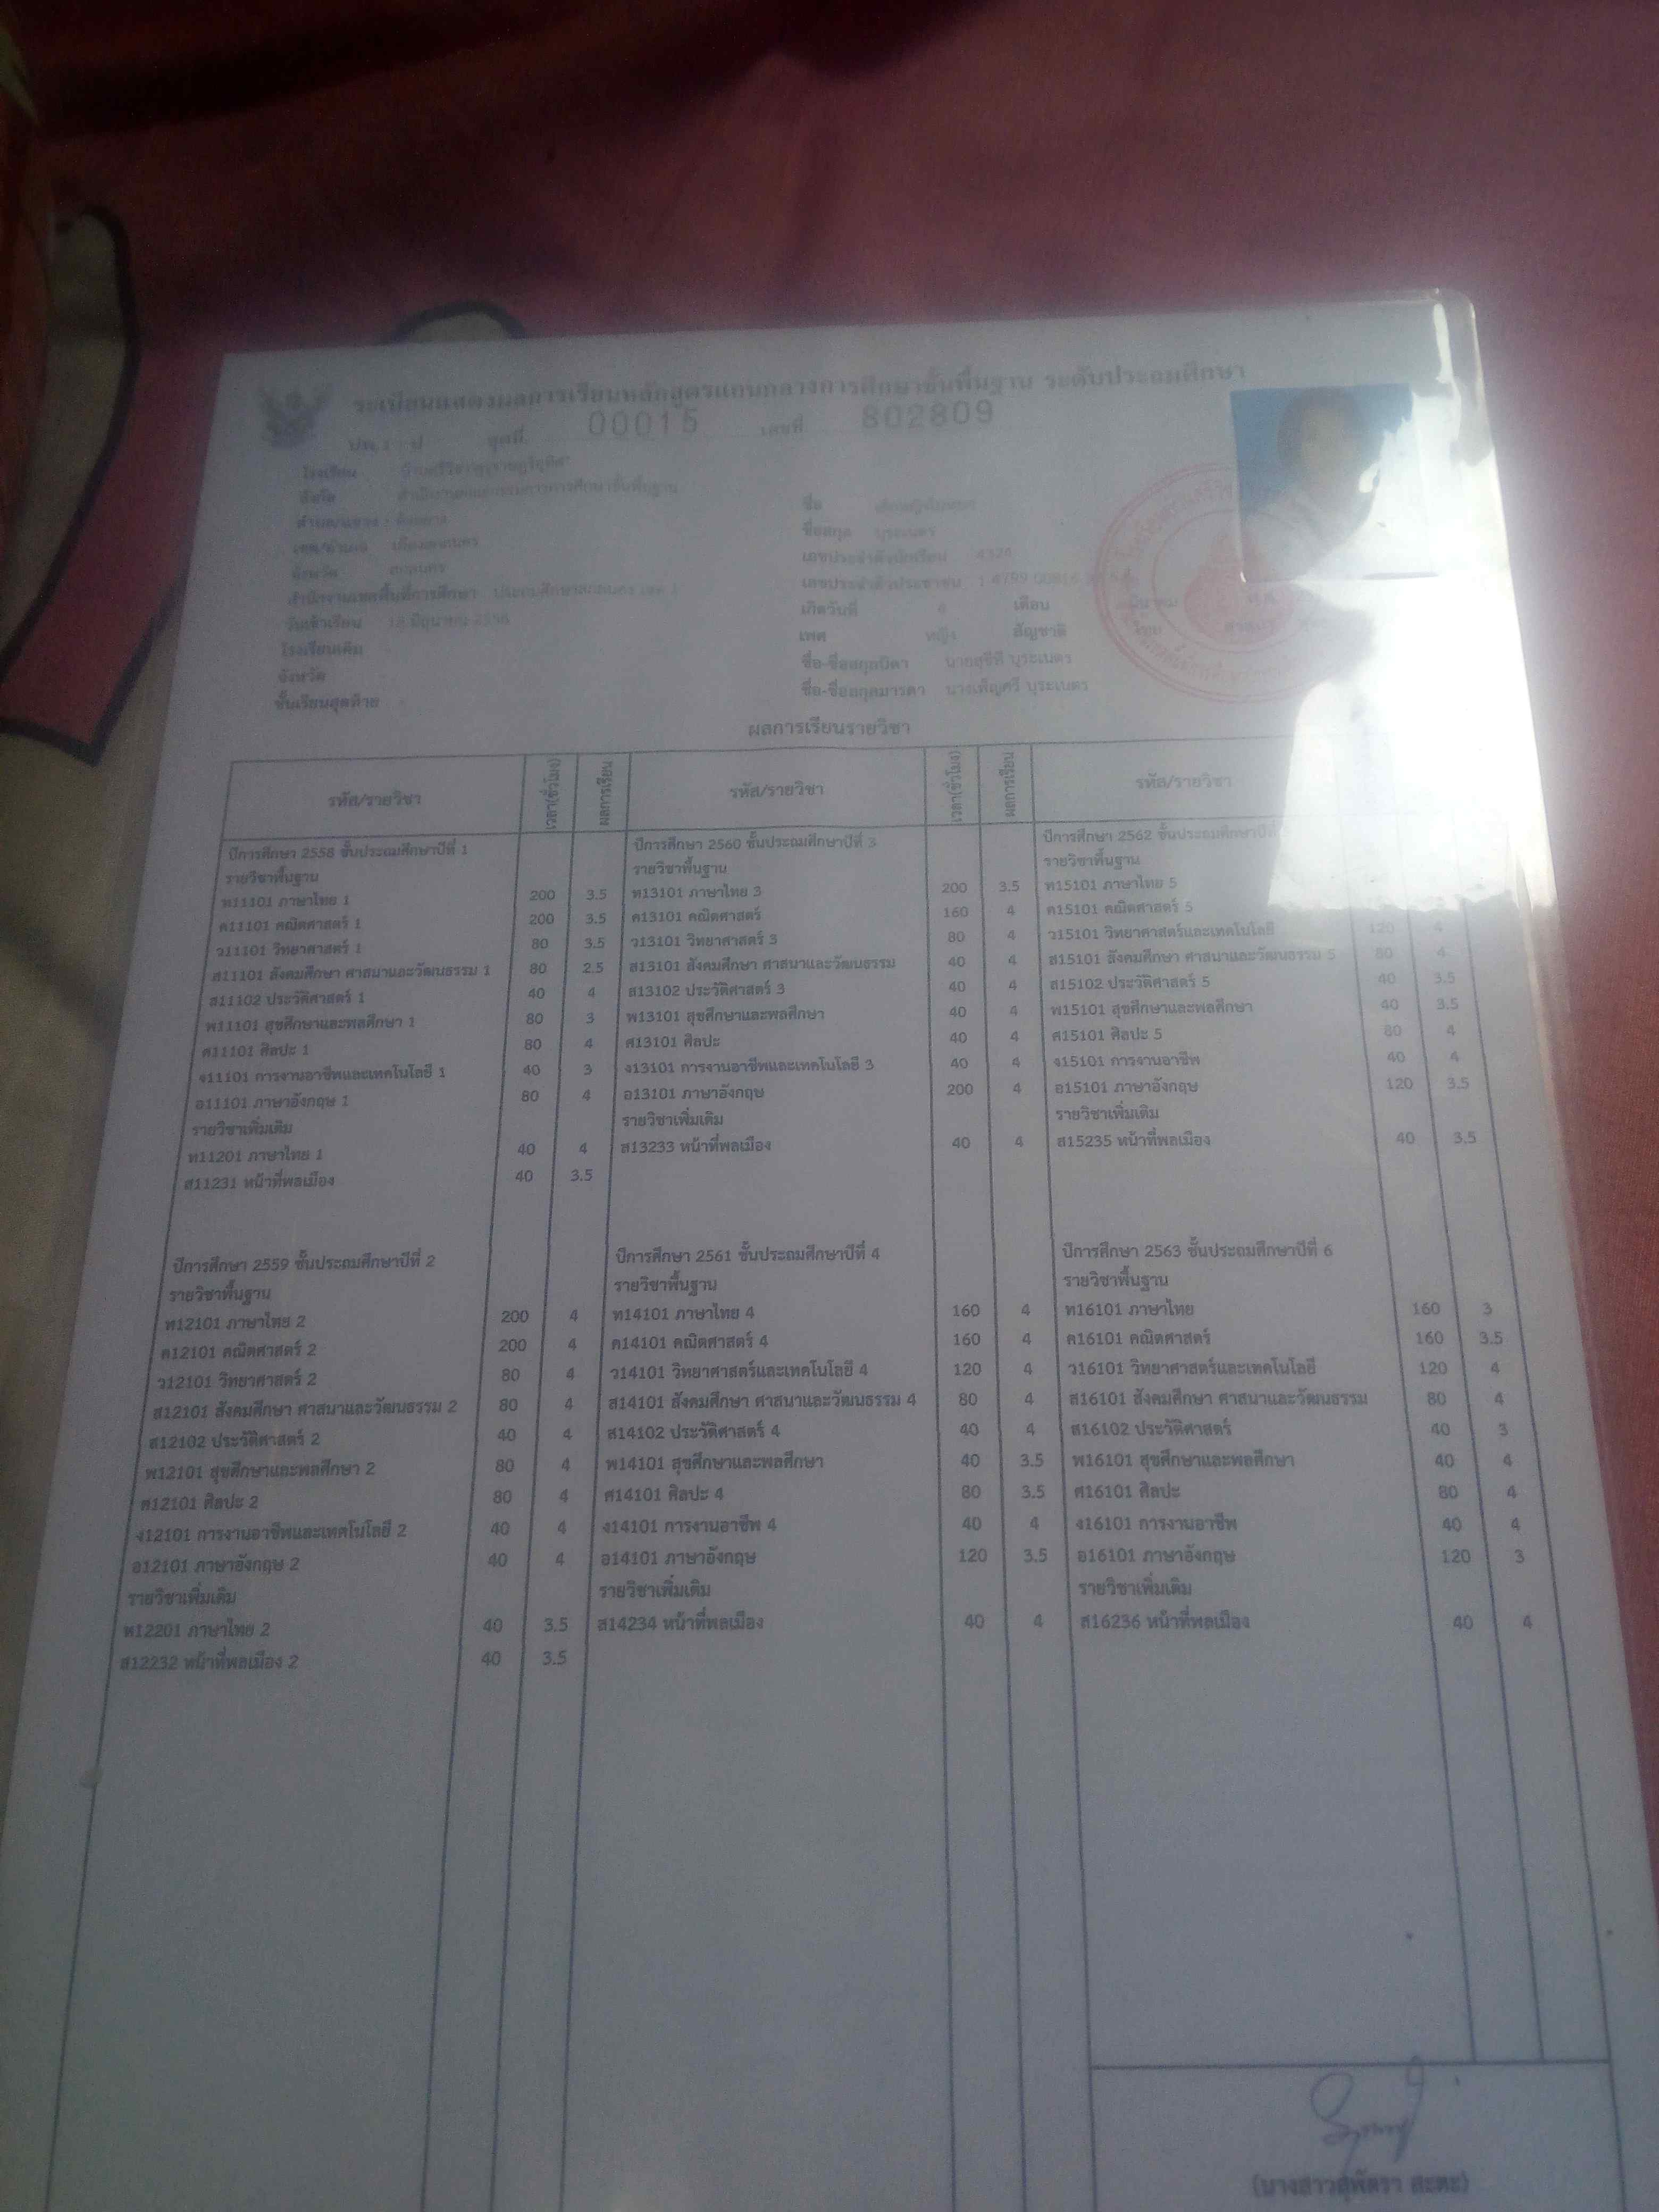 ระเบียนแสดงผลการเรียนหลักสูตรแกนกลางการศึกษาขั้นพื้นฐาน ระดับประถมศึกษา
ชุดที่ 00015 เลขที่ 802809
โรงเรียน
สำนักงานคณะกรรมการการศึกษาขั้นพื้นฐาน
จังหวัด สกลนคร
วันเข้าเรียน
โรงเรียนเดิม
จังหวัด
ชั้นเรียนสุดท้าย
ชื่อ
ชื่อสกุล บุระเนตร
เลขประจำตัวนักเรียน
เลขประจำตัวประชาชน
เกิดวันที่ เดือน
เพศ หญิง สัญชาติ ไทย
ชื่อ-ชื่อสกุลบิดา บุระเนตร
ชื่อ-ชื่อสกุลมารดา นางเพ็ญศรี บุระเนตร
ผลการเรียนรายวิชา
รหัส/รายวิชา เวลา(ชั่วโมง) ผลการเรียน รหัส/รายวิชา เวลา(ชั่วโมง) ผลการเรียน รหัส/รายวิชา
ปีการศึกษา 2558 ชั้นประถมศึกษาปีที่ 1
รายวิชาพื้นฐาน
ท11101 ภาษาไทย 1 200 3.5
ค11101 คณิตศาสตร์ 1 200 3.5
ว11101 วิทยาศาสตร์ 1 80 3.5
ส11101 สังคมศึกษา ศาสนาและวัฒนธรรม 1 80 2.5
ส11102 ประวัติศาสตร์ 1 40 4
พ11101 สุขศึกษาและพลศึกษา 1 80 3
ศ11101 ศิลปะ 1 80 4
ง11101 การงานอาชีพและเทคโนโลยี 1 40 3
อ11101 ภาษาอังกฤษ 1 80 4
รายวิชาเพิ่มเติม
ท11201 ภาษาไทย 1 40 4
ส11231 หน้าที่พลเมือง 40 3.5
ปีการศึกษา 2559 ชั้นประถมศึกษาปีที่ 2
รายวิชาพื้นฐาน
ท12101 ภาษาไทย 2 200 4
ค12101 คณิตศาสตร์ 2 200 4
ว12101 วิทยาศาสตร์ 2 80 4
ส12101 สังคมศึกษา ศาสนาและวัฒนธรรม 2 80 4
ส12102 ประวัติศาสตร์ 2 40 4
พ12101 สุขศึกษาและพลศึกษา 2 80 4
ศ12101 ศิลปะ 2 80 4
ง12101 การงานอาชีพและเทคโนโลยี 2 40 4
อ12101 ภาษาอังกฤษ 2 40 4
รายวิชาเพิ่มเติม
ท12201 ภาษาไทย 2 40 3.5
ส12232 หน้าที่พลเมือง 2 40 3.5
ปีการศึกษา 2560 ชั้นประถมศึกษาปีที่ 3
รายวิชาพื้นฐาน
ท13101 ภาษาไทย 3 200 3.5
ค13101 คณิตศาสตร์ 160 4
ว13101 วิทยาศาสตร์ 3 80 4
ส13101 สังคมศึกษา ศาสนาและวัฒนธรรม 40 4
ส13102 ประวัติศาสตร์ 3 40 4
พ13101 สุขศึกษาและพลศึกษา 40 4
ศ13101 ศิลปะ 40 4
ง13101 การงานอาชีพและเทคโนโลยี 3 40 4
อ13101 ภาษาอังกฤษ 200 4
รายวิชาเพิ่มเติม
ส13233 หน้าที่พลเมือง 40 4
ปีการศึกษา 2561 ชั้นประถมศึกษาปีที่ 4
รายวิชาพื้นฐาน
ท14101 ภาษาไทย 4 160 4
ค14101 คณิตศาสตร์ 4 160 4
ว14101 วิทยาศาสตร์และเทคโนโลยี 4 120 4
ส14101 สังคมศึกษา ศาสนาและวัฒนธรรม 4 80 4
ส14102 ประวัติศาสตร์ 4 40 4
พ14101 สุขศึกษาและพลศึกษา 40 3.5
ศ14101 ศิลปะ 4 80 3.5
ง14101 การงานอาชีพ 4 40 4
อ14101 ภาษาอังกฤษ 120 3.5
รายวิชาเพิ่มเติม
ส14234 หน้าที่พลเมือง 40 4
ปีการศึกษา 2562 ชั้นประถมศึกษาปีที่
รายวิชาพื้นฐาน
ท15101 ภาษาไทย 5
ค15101 คณิตศาสตร์ 5
ว15101 วิทยาศาสตร์และเทคโนโลยี 120 4
ส15101 สังคมศึกษา ศาสนาและวัฒนธรรม 5 80 4
ส15102 ประวัติศาสตร์ 5 40 3.5
พ15101 สุขศึกษาและพลศึกษา 40 3.5
ศ15101 ศิลปะ 5 80 4
ง15101 การงานอาชีพ 40 4
อ15101 ภาษาอังกฤษ 120 3.5
รายวิชาเพิ่มเติม
ส15235 หน้าที่พลเมือง 40 3.5
ปีการศึกษา 2563 ชั้นประถมศึกษาปีที่ 6
รายวิชาพื้นฐาน
ท16101 ภาษาไทย 160 3
ค16101 คณิตศาสตร์ 160 3.5
ว16101 วิทยาศาสตร์และเทคโนโลยี 120 4
ส16101 สังคมศึกษา ศาสนาและวัฒนธรรม 80 4
ส16102 ประวัติศาสตร์ 40 3
พ16101 สุขศึกษาและพลศึกษา 40 4
ศ16101 ศิลปะ 80 4
ง16101 การงานอาชีพ 40 4
อ16101 ภาษาอังกฤษ 120 3
รายวิชาเพิ่มเติม
ส16236 หน้าที่พลเมือง 40 4
(นางสาวสุพัตรา สะตะ)